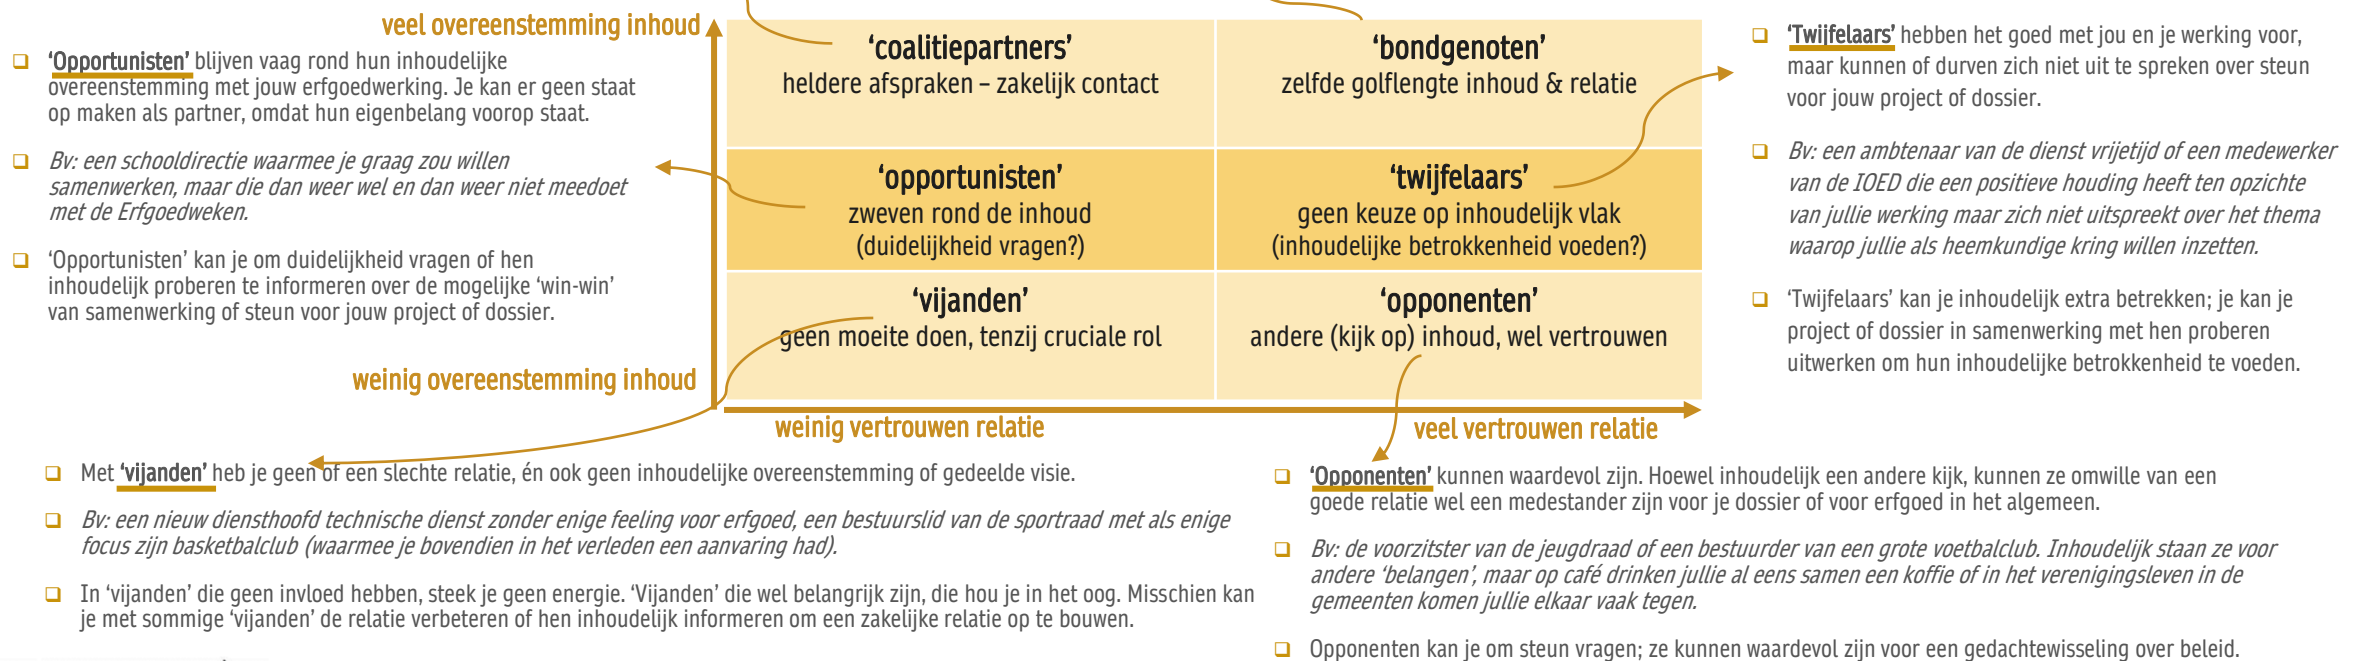 veel overeenstemming inhoud
‘Opportunisten’ blijven vaag rond hun inhoudelijke
overeenstemming met jouw erfgoedwerking. Je kan er geen staat
op maken als partner, omdat hun eigenbelang voorop staat.
Bv: een schooldirectie waarmee je graag zou willen
samenwerken, maar die dan weer wel en dan weer niet meedoet
met de Erfgoedweken.
‘Opportunisten’ kan je om duidelijkheid vragen of hen
inhoudelijk proberen te informeren over de mogelijke ‘win-win’
van samenwerking of steun voor jouw project of dossier.
weinig overeenstemming inhoud
‘coalitiepartners’
heldere afspraken – zakelijk contact
‘bondgenoten’
zelfde golflengte inhoud & relatie
‘opportunisten’
zweven rond de inhoud
(duidelijkheid vragen?)
‘twijfelaars’
geen keuze op inhoudelijk vlak
(inhoudelijke betrokkenheid voeden?)
‘vijanden’
geen moeite doen, tenzij cruciale rol
‘opponenten’
andere (kijk op) inhoud, wel vertrouwen
weinig vertrouwen relatie
veel vertrouwen relatie
‘Twijfelaars’ hebben het goed met jou en je werking voor,
maar kunnen of durven zich niet uit te spreken over steun
voor jouw project of dossier.
Bv: een ambtenaar van de dienst vrijetijd of een medewerker
van de IOED die een positieve houding heeft ten opzichte
van jullie werking maar zich niet uitspreekt over het thema
waarop jullie als heemkundige kring willen inzetten.
‘Twijfelaars’ kan je inhoudelijk extra betrekken; je kan je
project of dossier in samenwerking met hen proberen
uitwerken om hun inhoudelijke betrokkenheid te voeden.
Met ‘vijanden’ heb je geen of een slechte relatie, én ook geen inhoudelijke overeenstemming of gedeelde visie.
Bv: een nieuw diensthoofd technische dienst zonder enige feeling voor erfgoed, een bestuurslid van de sportraad met als enige
focus zijn basketbalclub (waarmee je bovendien in het verleden een aanvaring had).
In ‘vijanden’ die geen invloed hebben, steek je geen energie. ‘Vijanden’ die wel belangrijk zijn, die hou je in het oog. Misschien kan
je met sommige ‘vijanden’ de relatie verbeteren of hen inhoudelijk informeren om een zakelijke relatie op te bouwen.
‘Opponenten’ kunnen waardevol zijn. Hoewel inhoudelijk een andere kijk, kunnen ze omwille van een
goede relatie wel een medestander zijn voor je dossier of voor erfgoed in het algemeen.
Bv: de voorzitster van de jeugdraad of een bestuurder van een grote voetbalclub. Inhoudelijk staan ze voor
andere ‘belangen’, maar op café drinken jullie al eens samen een koffie of in het verenigingsleven in de
gemeenten komen jullie elkaar vaak tegen.
Opponenten kan je om steun vragen; ze kunnen waardevol zijn voor een gedachtewisseling over beleid.